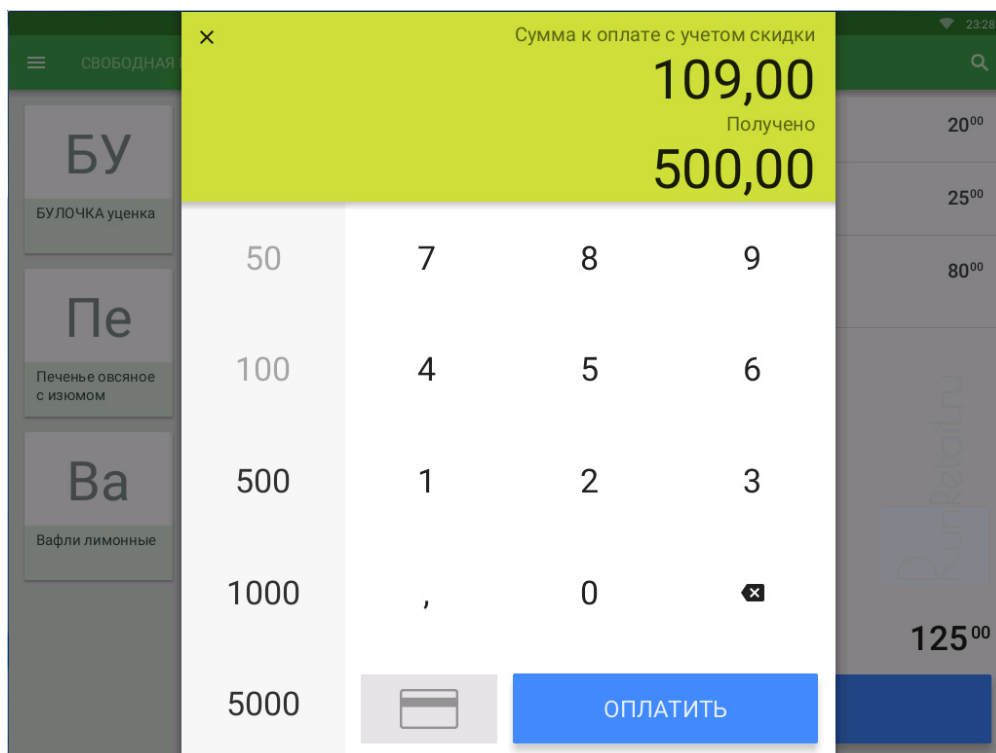 23:28
СВОБОДНАЯ
Сумма к оплате с учетом скидки
109,00
Получено
500,00
БУ
БУЛОЧКА уценка
Пе
Печенье овсяное
с изюмом
Ва
Вафли лимонные
50 7 8 9
100 4 5 6
500 1 2 3
1000 , 0
5000 ОПЛАТИТЬ
20⁰⁰
25⁰⁰
80⁰⁰
RunRetail.ru
125⁰⁰